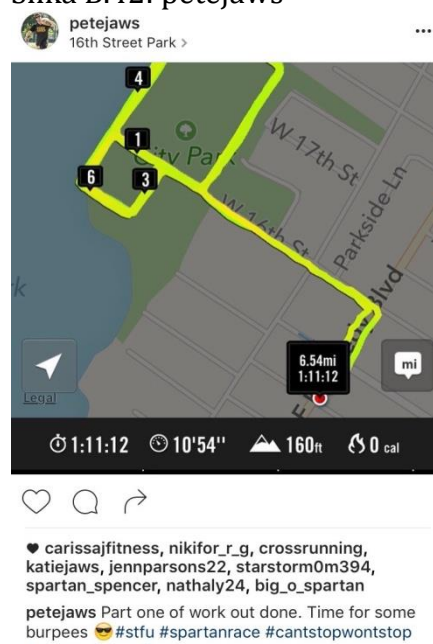 Slika B.12: petejaws
petejaws
16th Street Park >
4
1
City Pa
W 17th St
6
3
Parkside Ln
W 16th St
Blvd
6.54mi
1:11:12
mi
Legal
1:11:12 10'54'' 160ft 0 cal
carissajfitness, nikifor_r_g, crossrunning,
katiejaws, jennparsons22, starstorm0m394,
spartan_spencer, nathaly24, big_o_spartan
petejaws Part one of work out done. Time for some
burpees 😎#stfu #spartanrace #cantstopwontstop